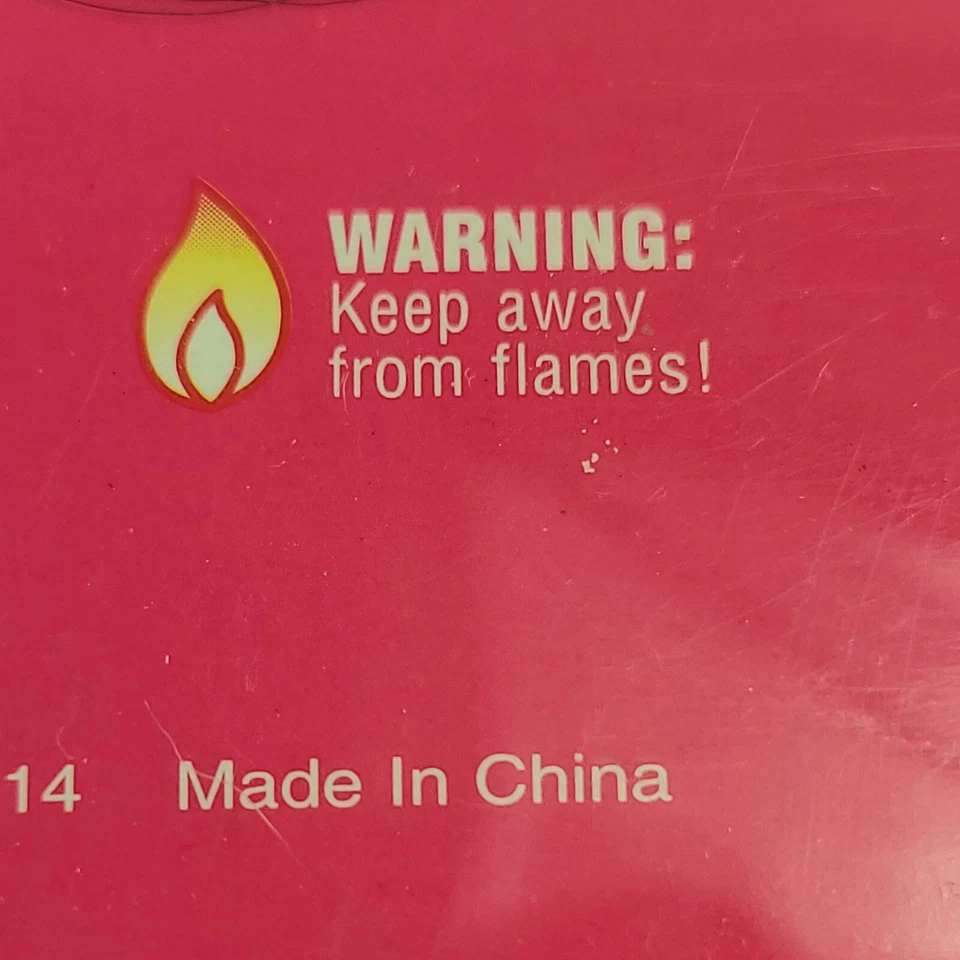 WARNING:
Keep away
from flames!
14 Made In China